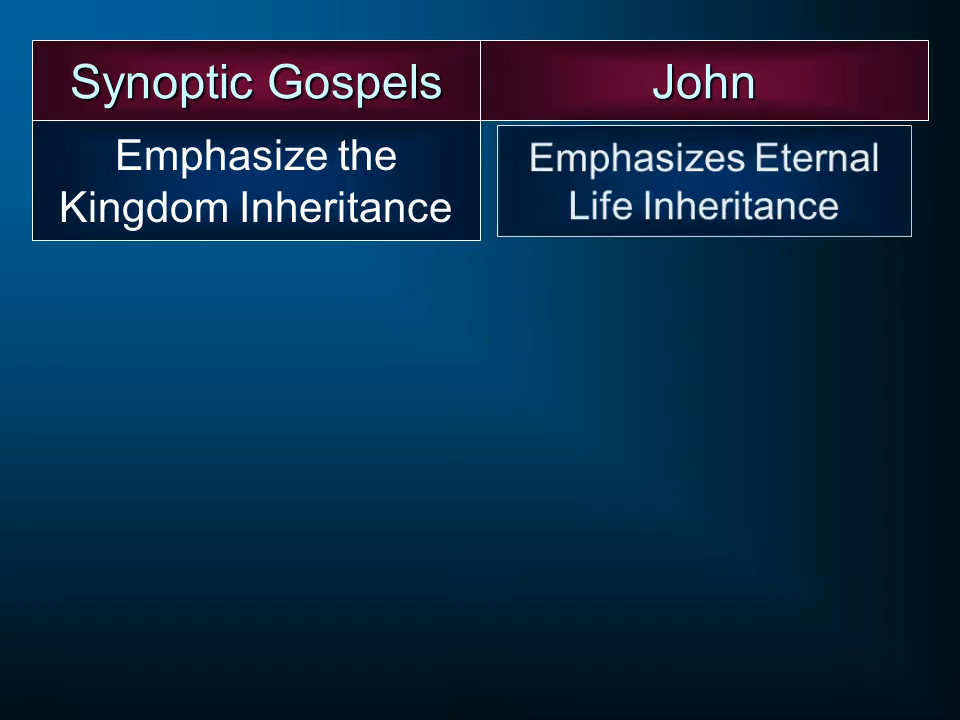 Synoptic Gospels
John
Emphasize the
Kingdom Inheritance
Emphasizes Eternal
Life Inheritance